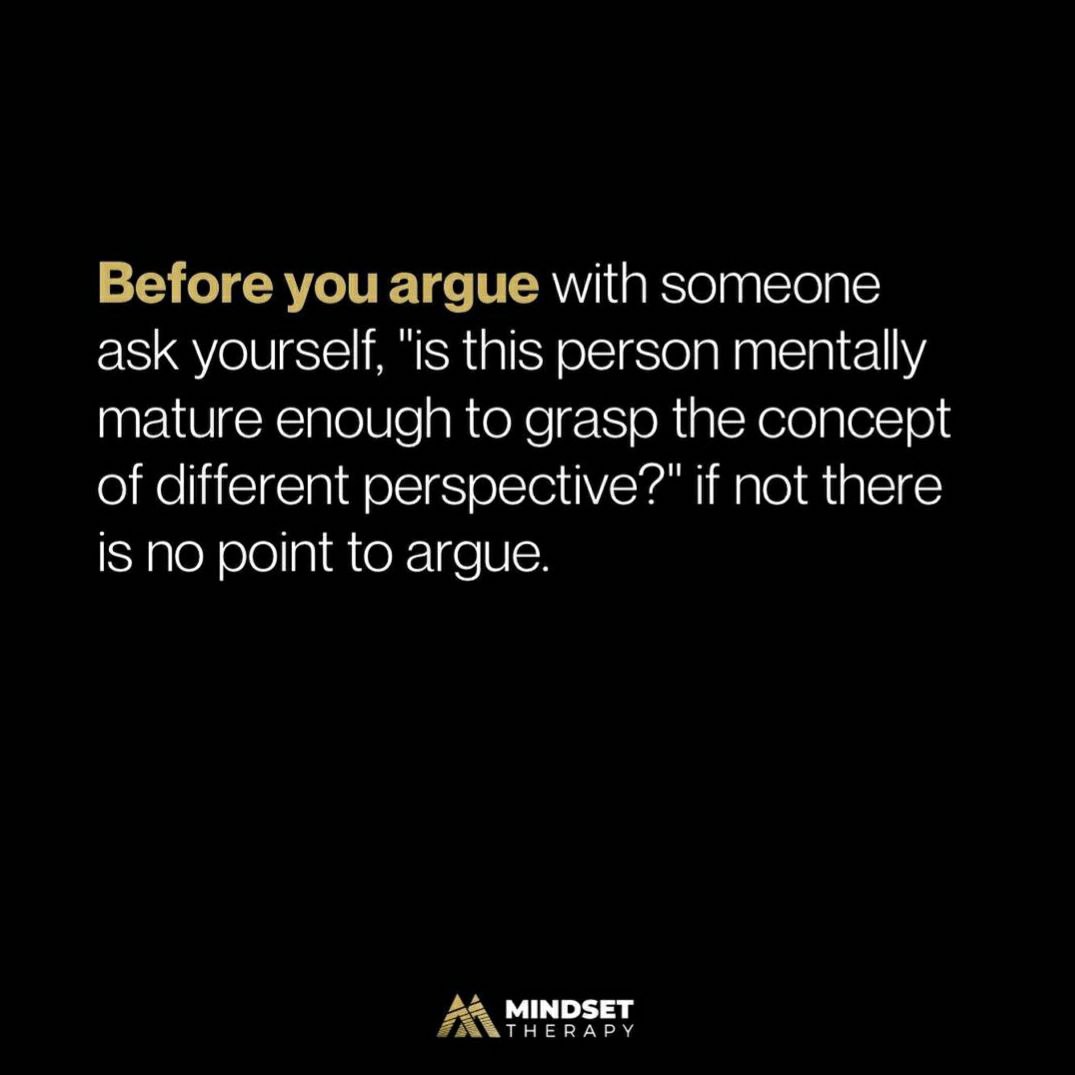 Before you argue with someone
ask yourself, "is this person mentally
mature enough to grasp the concept
of different perspective?" if not there
is no point to argue.
MINDSET
THERAPY